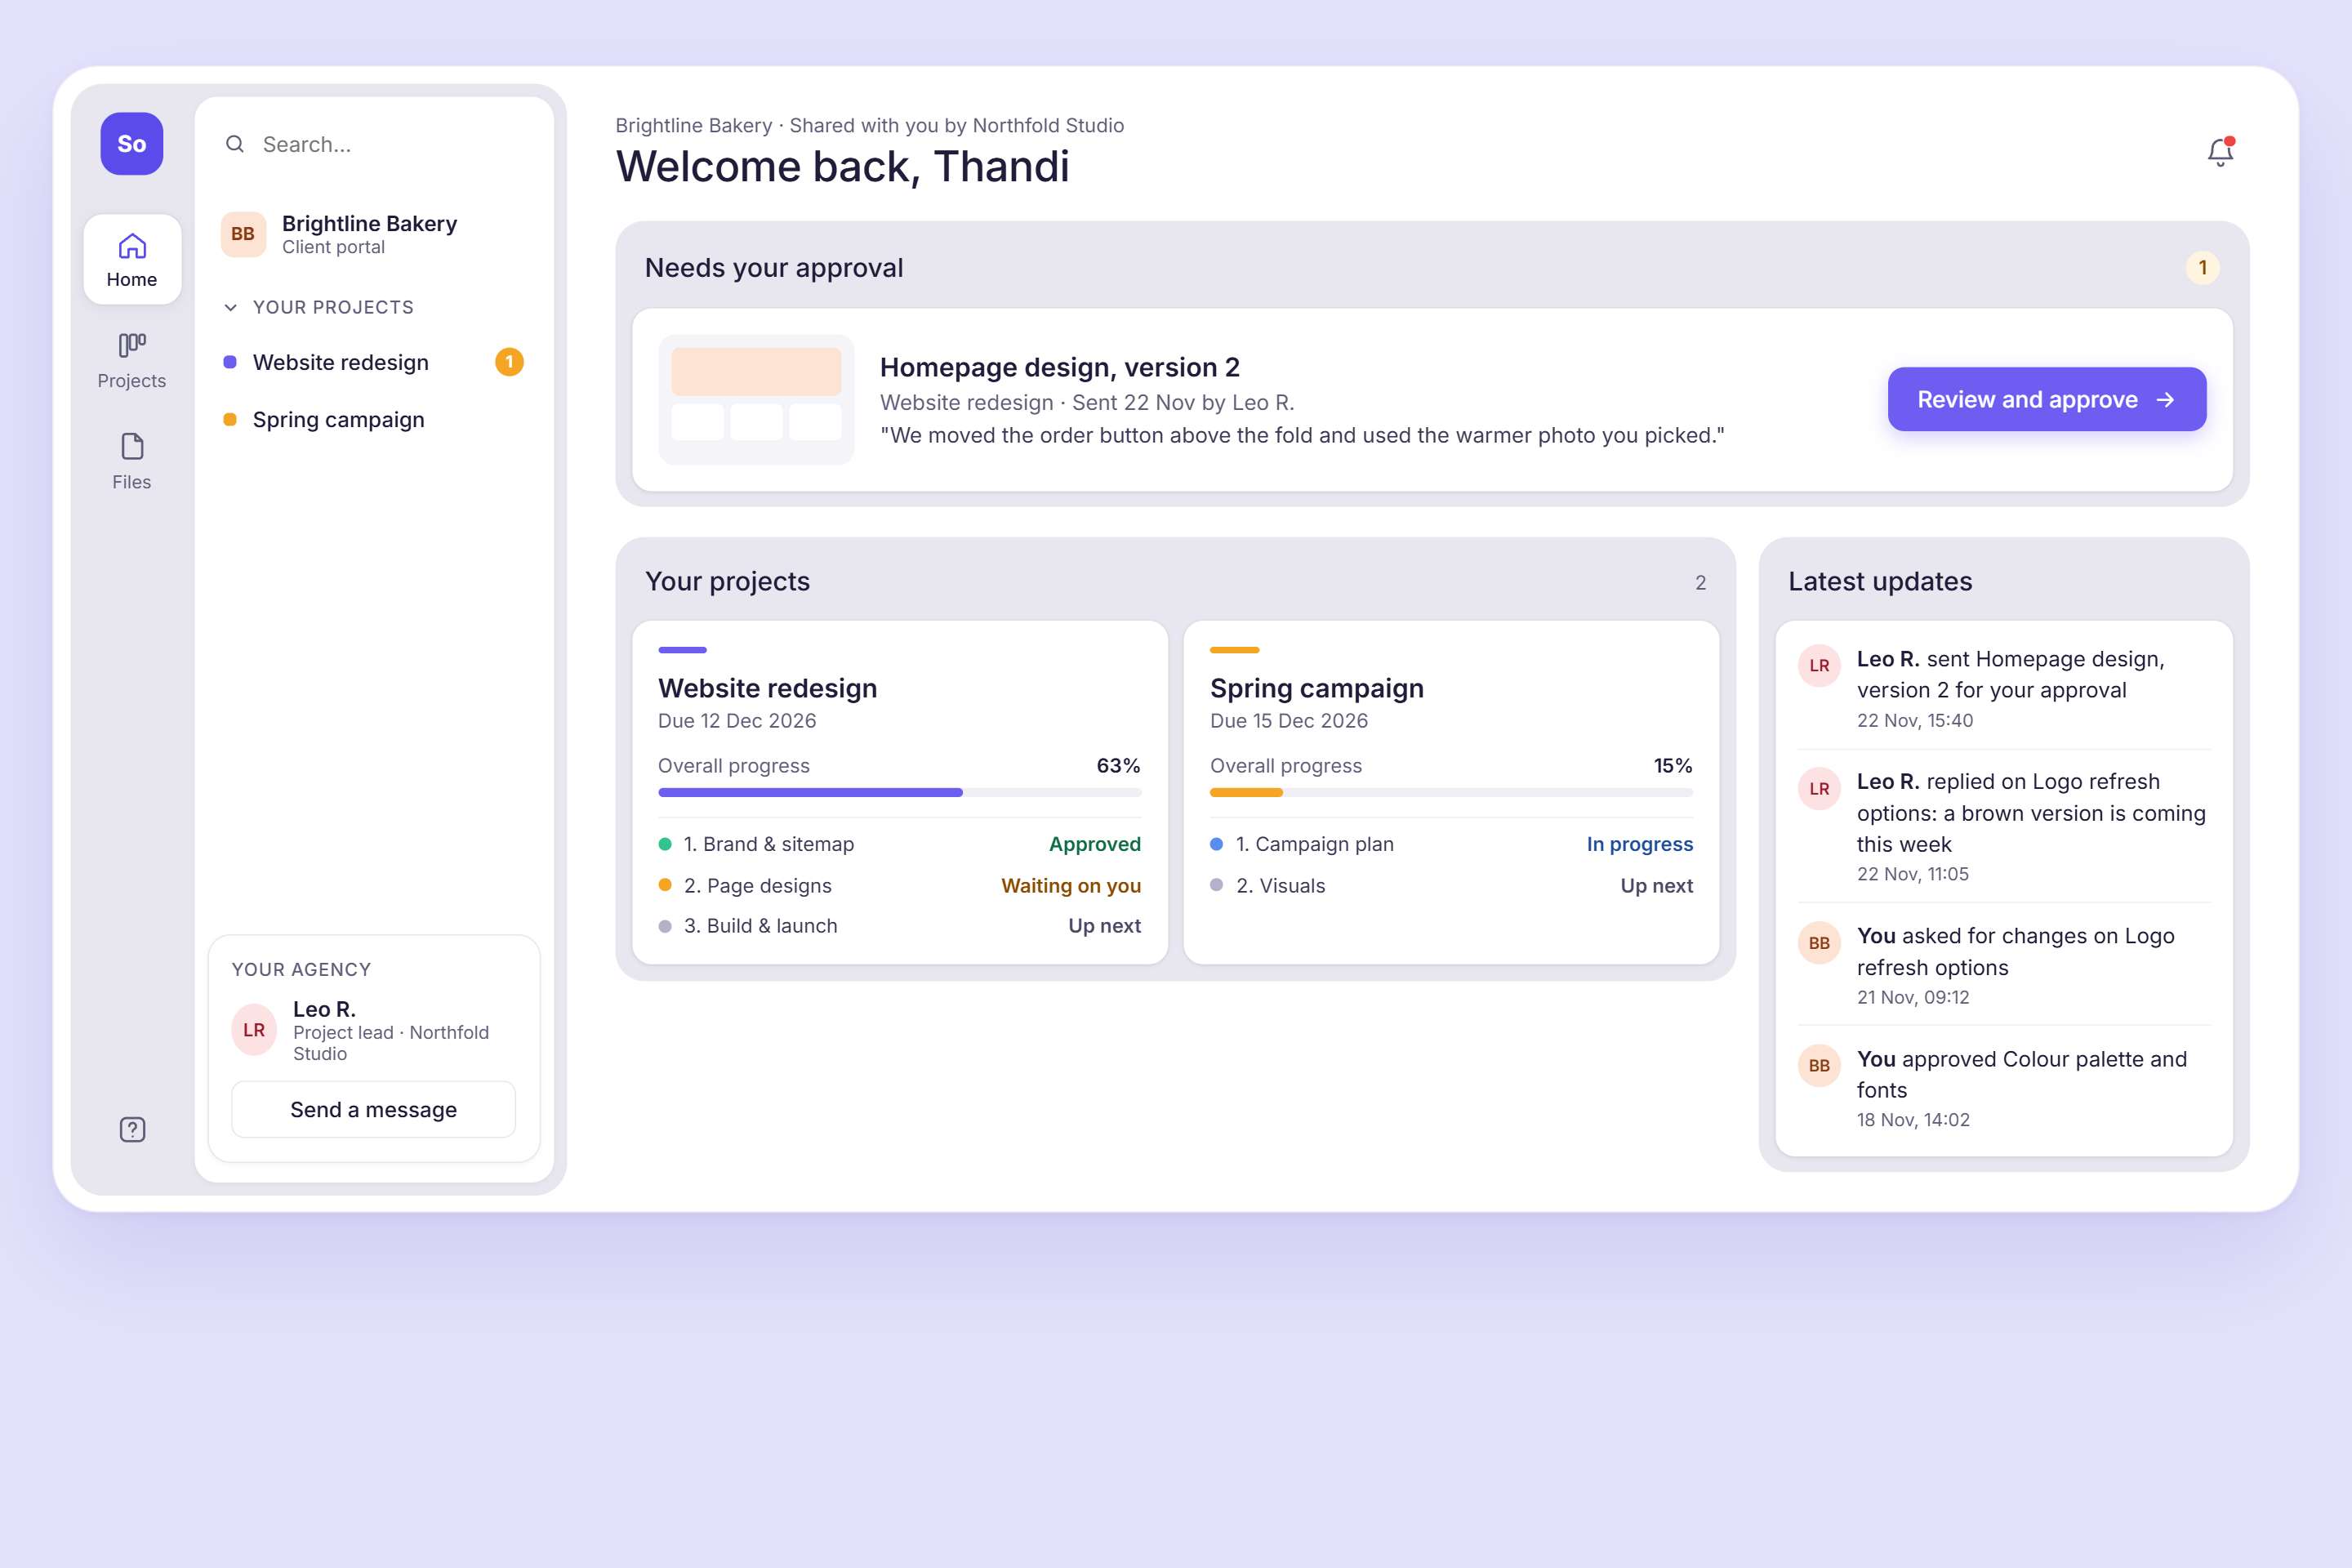 So
Home
Projects
Files
Search...
BB
Brightline Bakery
Client portal
YOUR PROJECTS
Website redesign
1
Spring campaign
YOUR AGENCY
LR
Leo R.
Project lead · Northfold
Studio
Send a message
Brightline Bakery · Shared with you by Northfold Studio
Welcome back, Thandi
Needs your approval
1
Homepage design, version 2
Website redesign · Sent 22 Nov by Leo R.
"We moved the order button above the fold and used the warmer photo you picked."
Review and approve
Your projects
2
Website redesign
Due 12 Dec 2026
Overall progress
63%
1. Brand & sitemap
Approved
2. Page designs
Waiting on you
3. Build & launch
Up next
Spring campaign
Due 15 Dec 2026
Overall progress
15%
1. Campaign plan
In progress
2. Visuals
Up next
Latest updates
LR
Leo R. sent Homepage design,
version 2 for your approval
22 Nov, 15:40
LR
Leo R. replied on Logo refresh
options: a brown version is coming
this week
22 Nov, 11:05
BB
You asked for changes on Logo
refresh options
21 Nov, 09:12
BB
You approved Colour palette and
fonts
18 Nov, 14:02